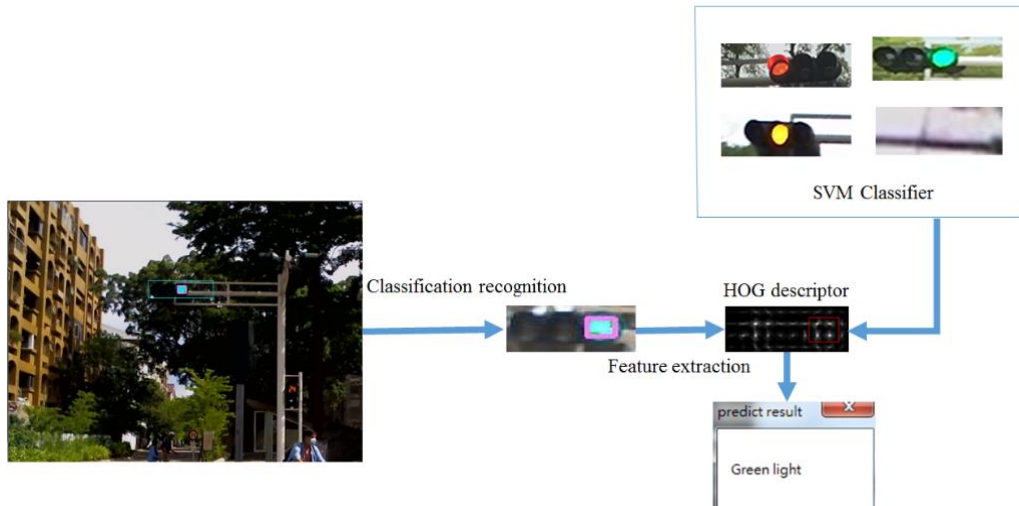 SVM Classifier
Classification recognition
HOG descriptor
Feature extraction
predict result
Green light